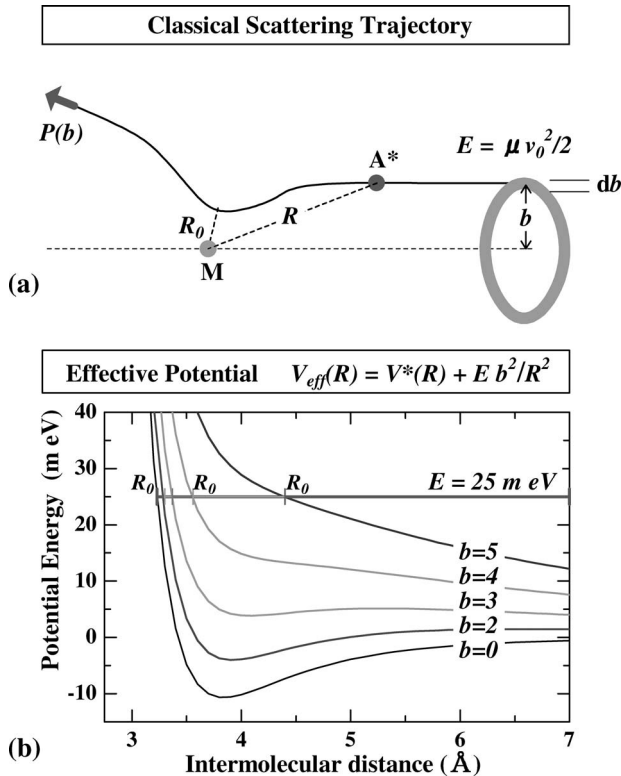 Classical Scattering Trajectory
P(b)
A*
E = μ v₀²/2
db
b
R₀
R
M
(a)
Effective Potential V_eff(R) = V*(R) + E b²/R²
Potential Energy (m eV)
40
30
20
10
0
-10
R₀
R₀
R₀
E = 25 m eV
b=5
b=4
b=3
b=2
b=0
3
4
5
6
7
(b)
Intermolecular distance (Å)